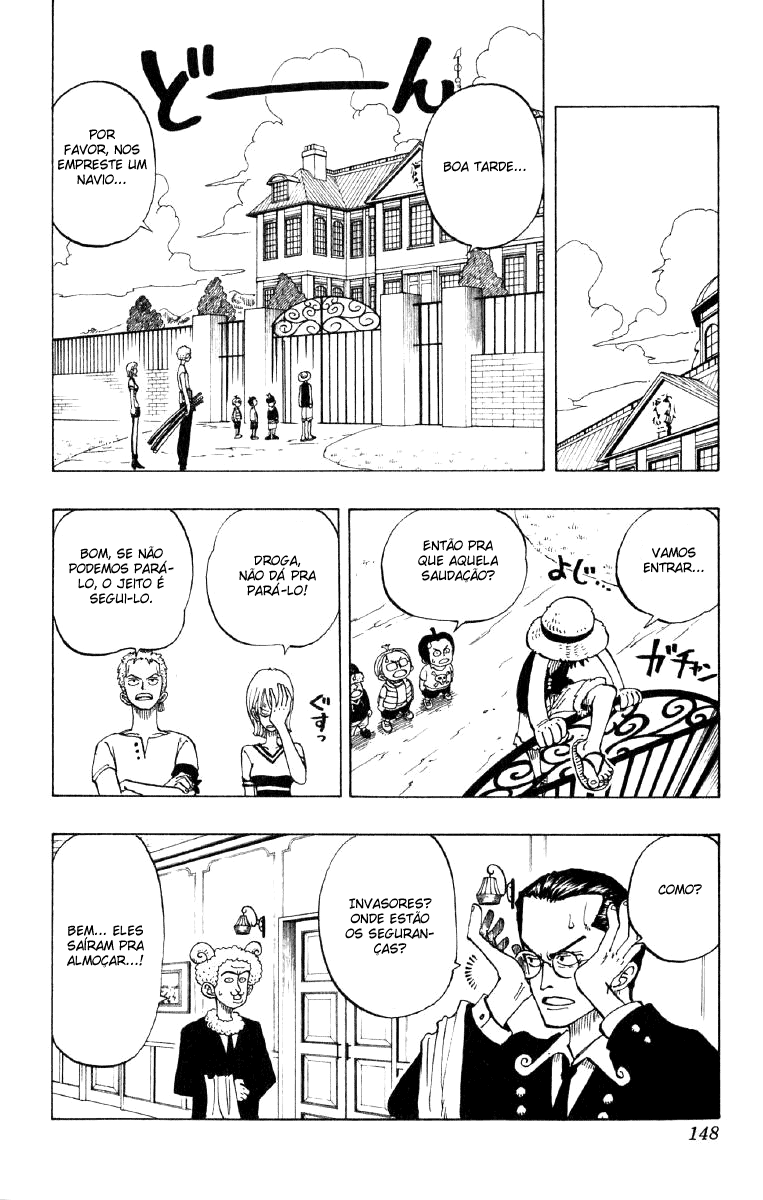 どーーん
BOA TARDE...
POR
FAVOR, NOS
EMPRESTE UM
NAVIO...
VAMOS
ENTRAR...
よじ...
ガチャン
ENTÃO PRA
QUE AQUELA
SAUDAÇÃO?
DROGA,
NÃO DÁ PRA
PARÁ-LO!
ぐすっ
BOM, SE NÃO
PODEMOS PARÁ-
LO, O JEITO É
SEGUI-LO.
COMO?
INVASORES?
ONDE ESTÃO
OS SEGURAN-
ÇAS?
BEM... ELES
SAÍRAM PRA
ALMOÇAR...!
148